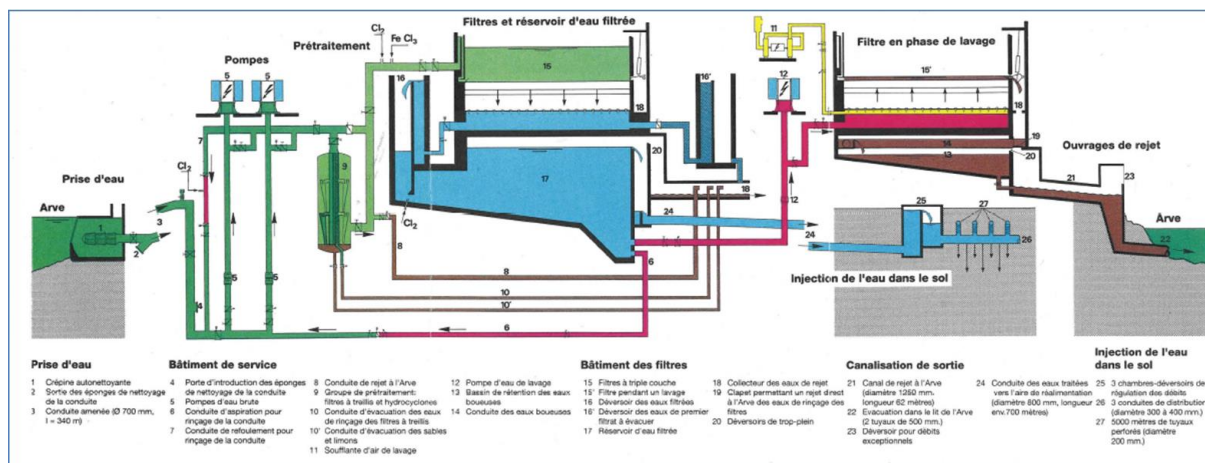 Filtres et réservoir d'eau filtrée
Filtre en phase de lavage
Prétraitement
Pompes
Cl2
Fe Cl3
Prise d'eau
Arve
Cl2
Cl2
Ouvrages de rejet
Arve
Injection de l'eau dans le sol
Prise d'eau
1 Crépine autonettoyante
2 Sortie des éponges de nettoyage
de la conduite
3 Conduite amenée (Ø 700 mm,
l = 340 m)
Bâtiment de service
4 Porte d'introduction des éponges
de nettoyage de la conduite
5 Pompes d'eau brute
6 Conduite d'aspiration pour
rinçage de la conduite
7 Conduite de refoulement pour
rinçage de la conduite
8 Conduite de rejet à l'Arve
9 Groupe de prétraitement:
filtres à treillis et hydrocyclones
10 Conduite d'évacuation des eaux
de rinçage des filtres à treillis
10' Conduite d'évacuation des sables
et limons
11 Soufflante d'air de lavage
12 Pompe d'eau de lavage
13 Bassin de rétention des eaux
boueuses
14 Conduite des eaux boueuses
Bâtiment des filtres
15 Filtres à triple couche
15' Filtre pendant un lavage
16 Déversoir des eaux filtrées
16' Déversoir des eaux de premier
filtrat à évacuer
17 Réservoir d'eau filtrée
18 Collecteur des eaux de rejet
19 Clapet permettant un rejet direct
à l'Arve des eaux de rinçage des
filtres
20 Déversoirs de trop-plein
Canalisation de sortie
21 Canal de rejet à l'Arve
(diamètre 1250 mm.
longueur 62 mètres)
22 Evacuation dans le lit de l'Arve
(2 tuyaux de 500 mm.)
23 Déversoir pour débits
exceptionnels
24 Conduite des eaux traitées
vers l'aire de réalimentation
(diamètre 800 mm, longueur
env.700 mètres)
Injection de l'eau
dans le sol
25 3 chambres-déversoirs de
régulation des débits
26 3 conduites de distribution
(diamètre 300 à 400 mm.)
27 5000 mètres de tuyaux
perforés (diamètre
200 mm.)